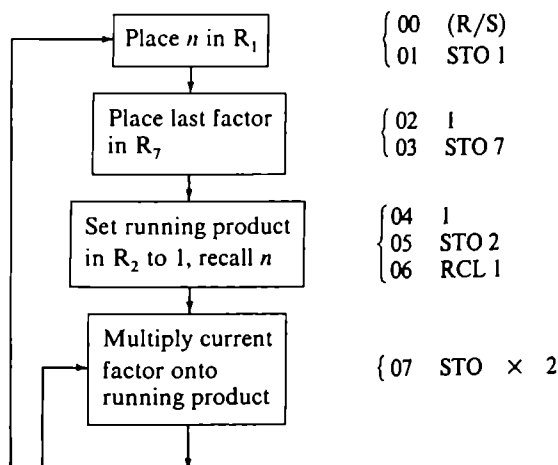 Place n in R₁
00 (R/S)
01 STO 1
Place last factor
in R₇
02 1
03 STO 7
Set running product
in R₂ to 1, recall n
04 1
05 STO 2
06 RCL 1
Multiply current
factor onto
running product
07 STO × 2